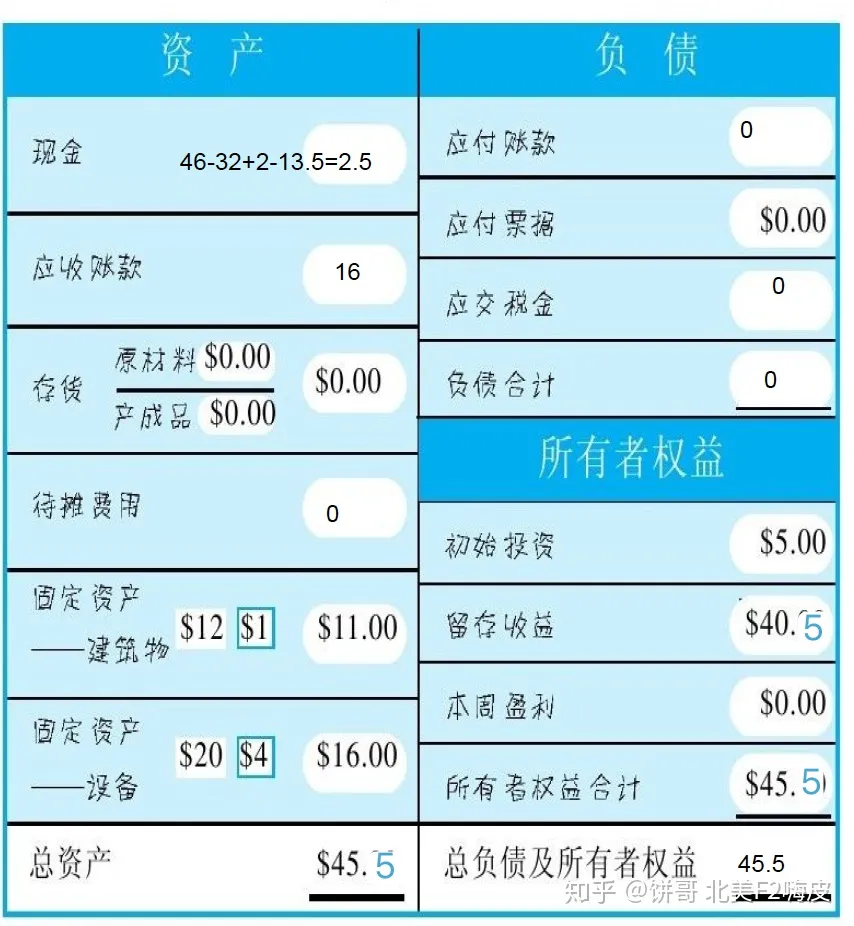 资 产
现金 46-32+2-13.5=2.5
应收账款 16
存货 原材料 $0.00 $0.00
产成品 $0.00
待摊费用 0
固定资产
——建筑物 $12 $1 $11.00
固定资产
——设备 $20 $4 $16.00
总资产 $45.5
负 债
应付账款 0
应付票据 $0.00
应交税金 0
负债合计 0
所有者权益
初始投资 $5.00
留存收益 $40.5
本周盈利 $0.00
所有者权益合计 $45.5
总负债及所有者权益 45.5
知乎 @饼哥 北美F2嗨皮